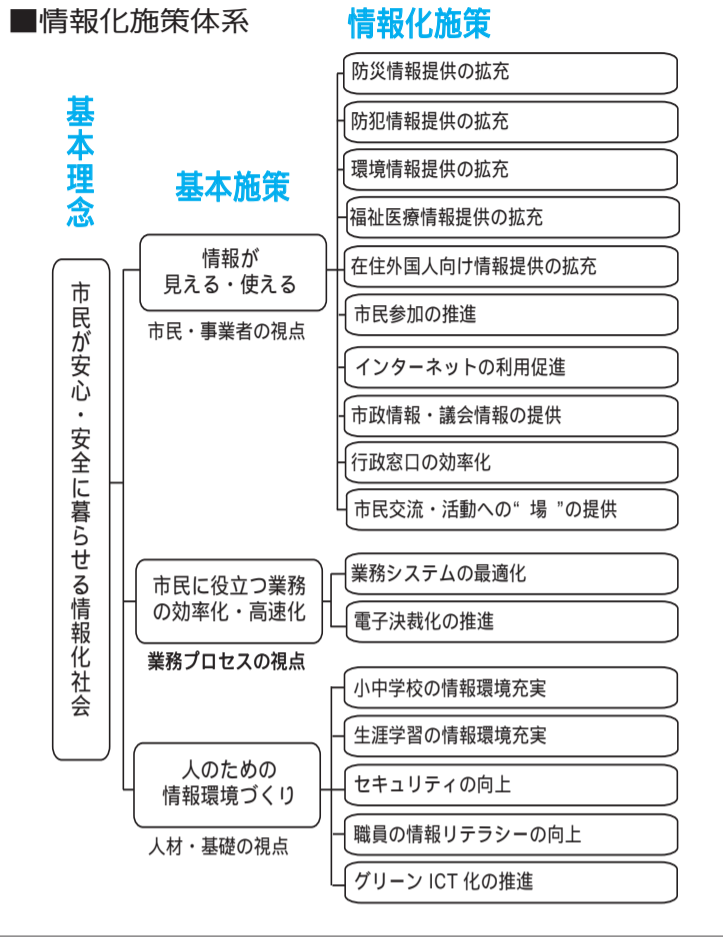 ■情報化施策体系
情報化施策
基本理念
基本施策
市民が安心・安全に暮らせる情報化社会
情報が
見える・使える
市民・事業者の視点
防災情報提供の拡充
防犯情報提供の拡充
環境情報提供の拡充
福祉医療情報提供の拡充
在住外国人向け情報提供の拡充
市民参加の推進
インターネットの利用促進
市政情報・議会情報の提供
行政窓口の効率化
市民交流・活動への“ 場 ”の提供
市民に役立つ業務
の効率化・高速化
業務プロセスの視点
業務システムの最適化
電子決裁化の推進
人のための
情報環境づくり
人材・基礎の視点
小中学校の情報環境充実
生涯学習の情報環境充実
セキュリティの向上
職員の情報リテラシーの向上
グリーン ICT 化の推進